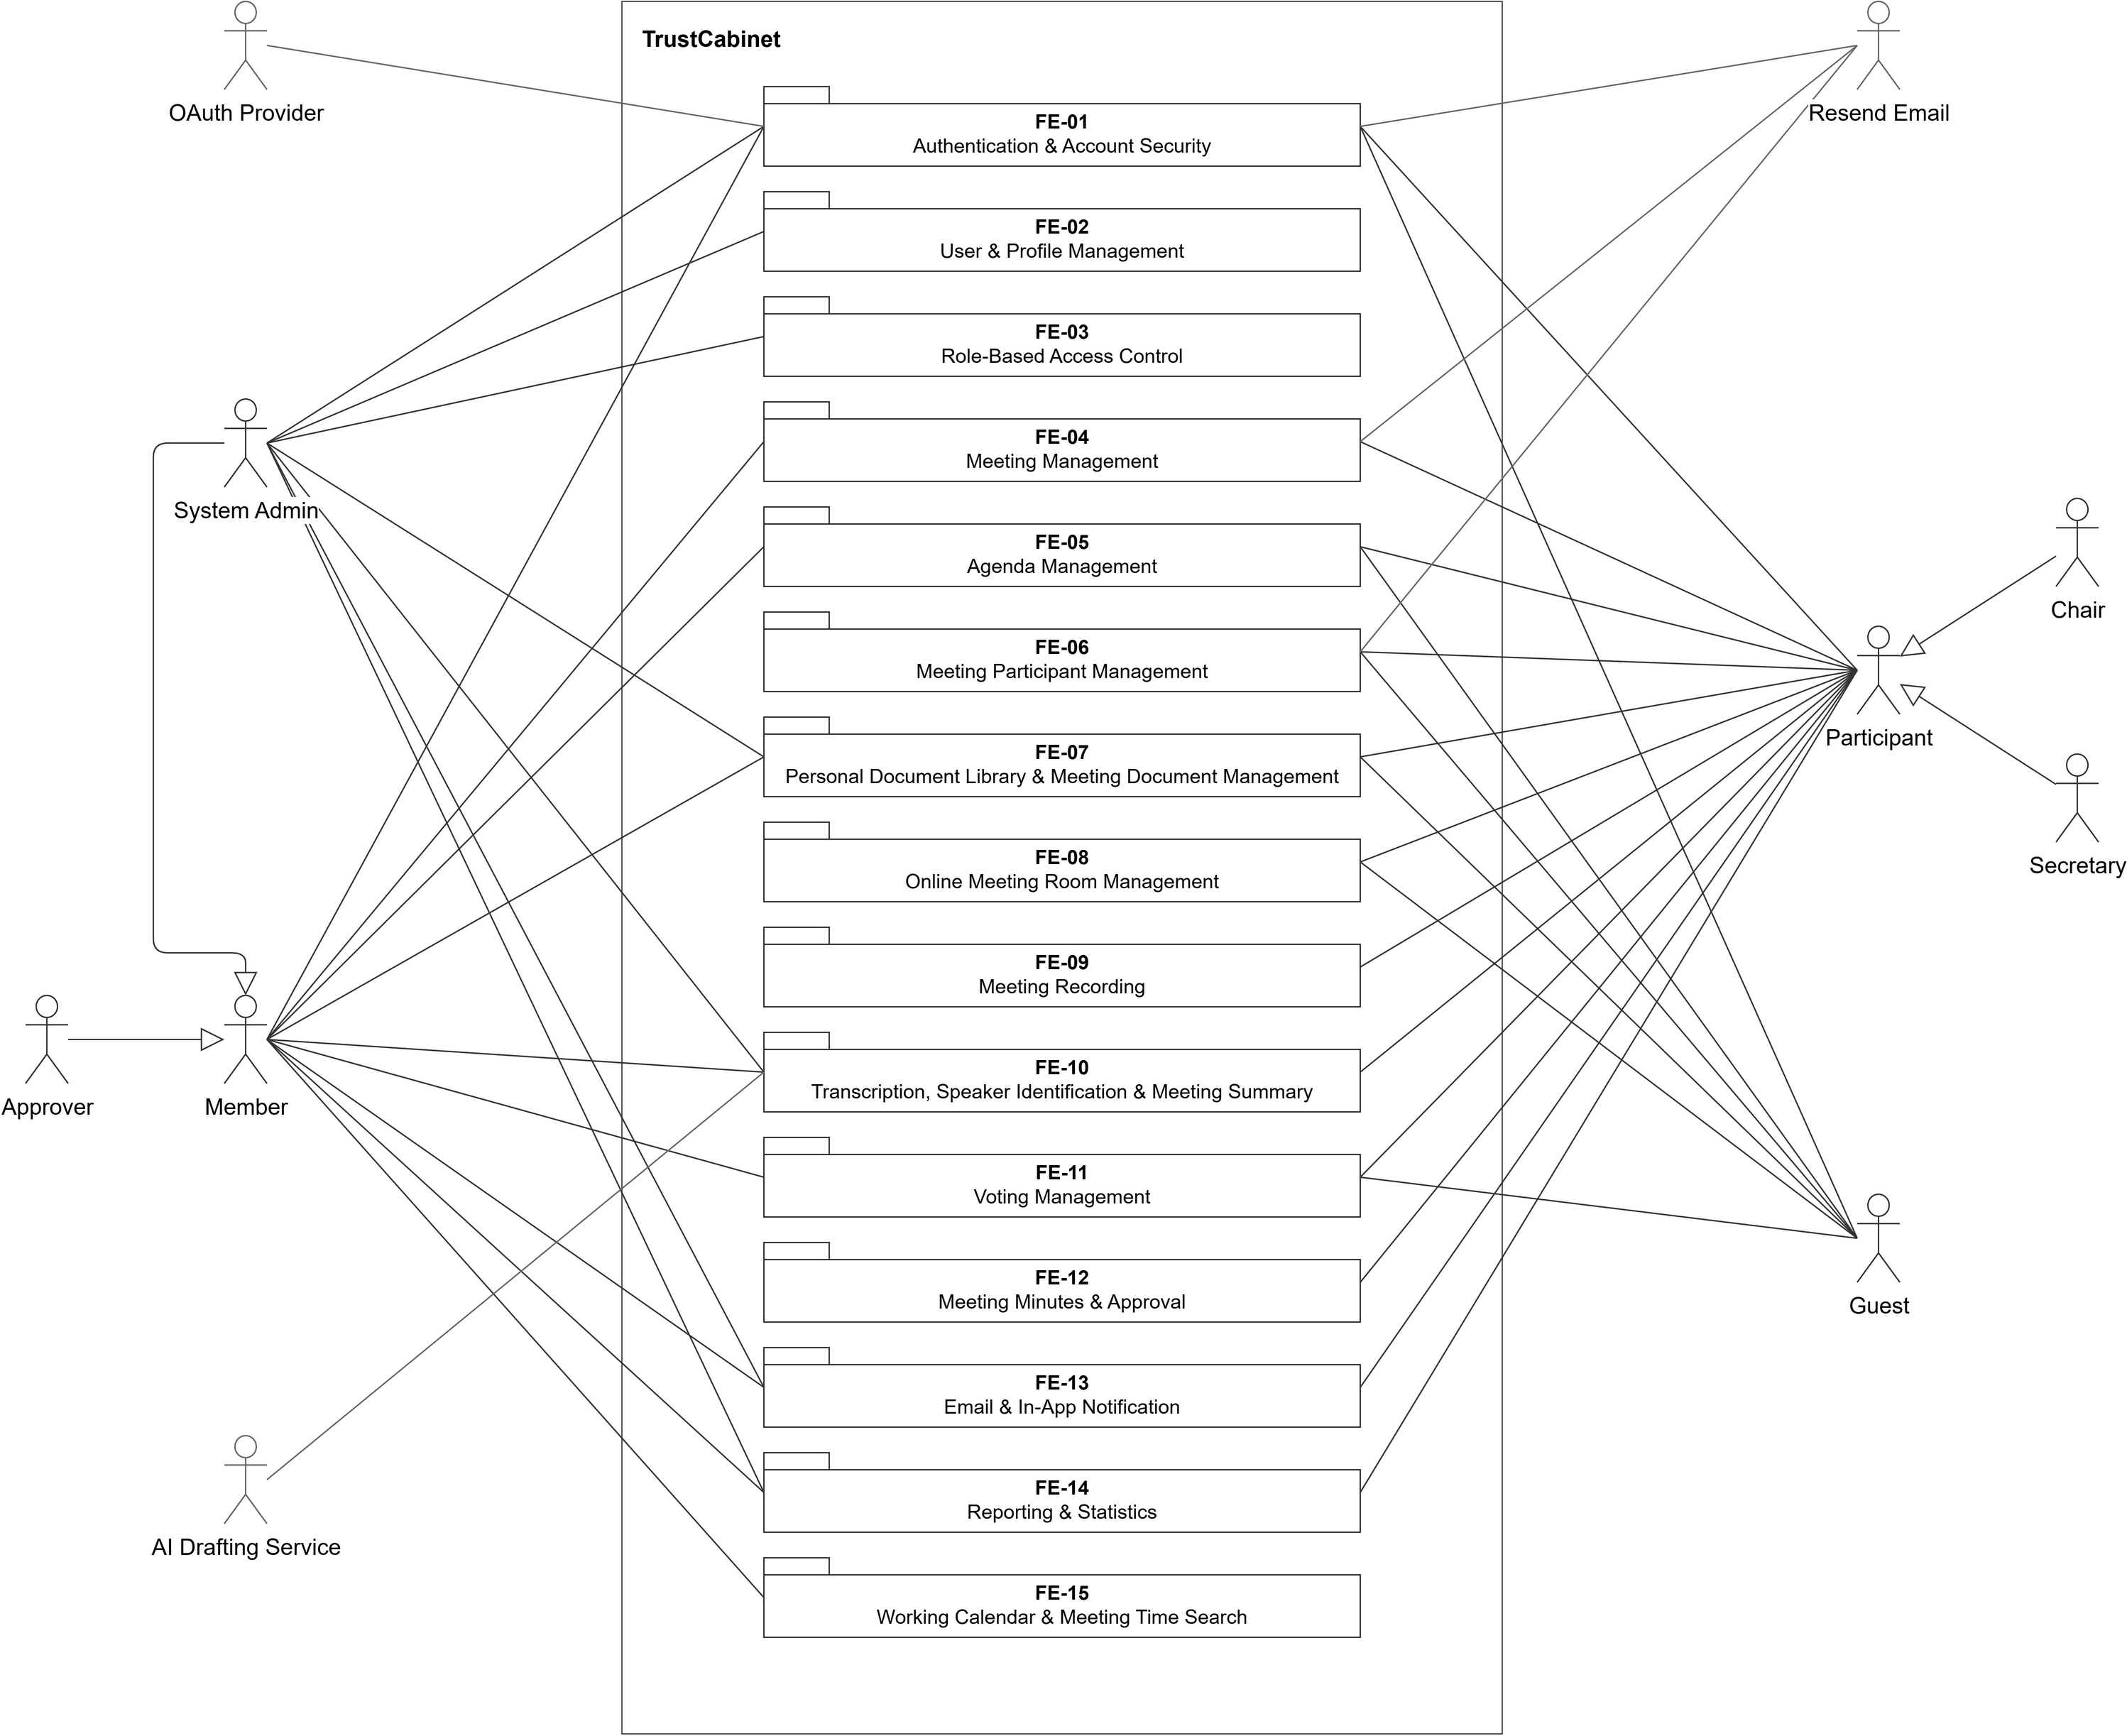 TrustCabinet
OAuth Provider
Resend Email
FE-01
Authentication & Account Security
FE-02
User & Profile Management
FE-03
Role-Based Access Control
FE-04
Meeting Management
System Admin
FE-05
Agenda Management
Chair
FE-06
Meeting Participant Management
Participant
FE-07
Personal Document Library & Meeting Document Management
Secretary
FE-08
Online Meeting Room Management
FE-09
Meeting Recording
FE-10
Transcription, Speaker Identification & Meeting Summary
Approver
Member
FE-11
Voting Management
FE-12
Meeting Minutes & Approval
Guest
FE-13
Email & In-App Notification
FE-14
Reporting & Statistics
AI Drafting Service
FE-15
Working Calendar & Meeting Time Search